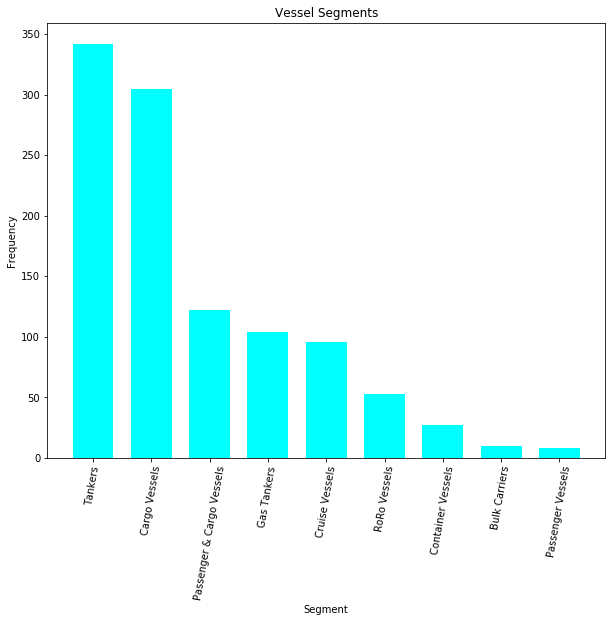 Vessel Segments
350
300
250
200
150
100
50
0
Frequency
Tankers
Cargo Vessels
Passenger & Cargo Vessels
Gas Tankers
Cruise Vessels
RoRo Vessels
Container Vessels
Bulk Carriers
Passenger Vessels
Segment